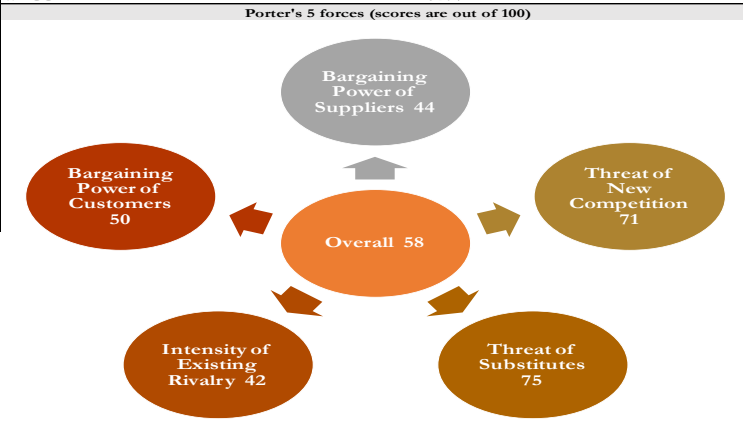 Porter's 5 forces (scores are out of 100)
Bargaining
Power of
Suppliers 44
Bargaining
Power of
Customers
50
Threat of
New
Competition
71
Overall 58
Intensity of
Existing
Rivalry 42
Threat of
Substitutes
75